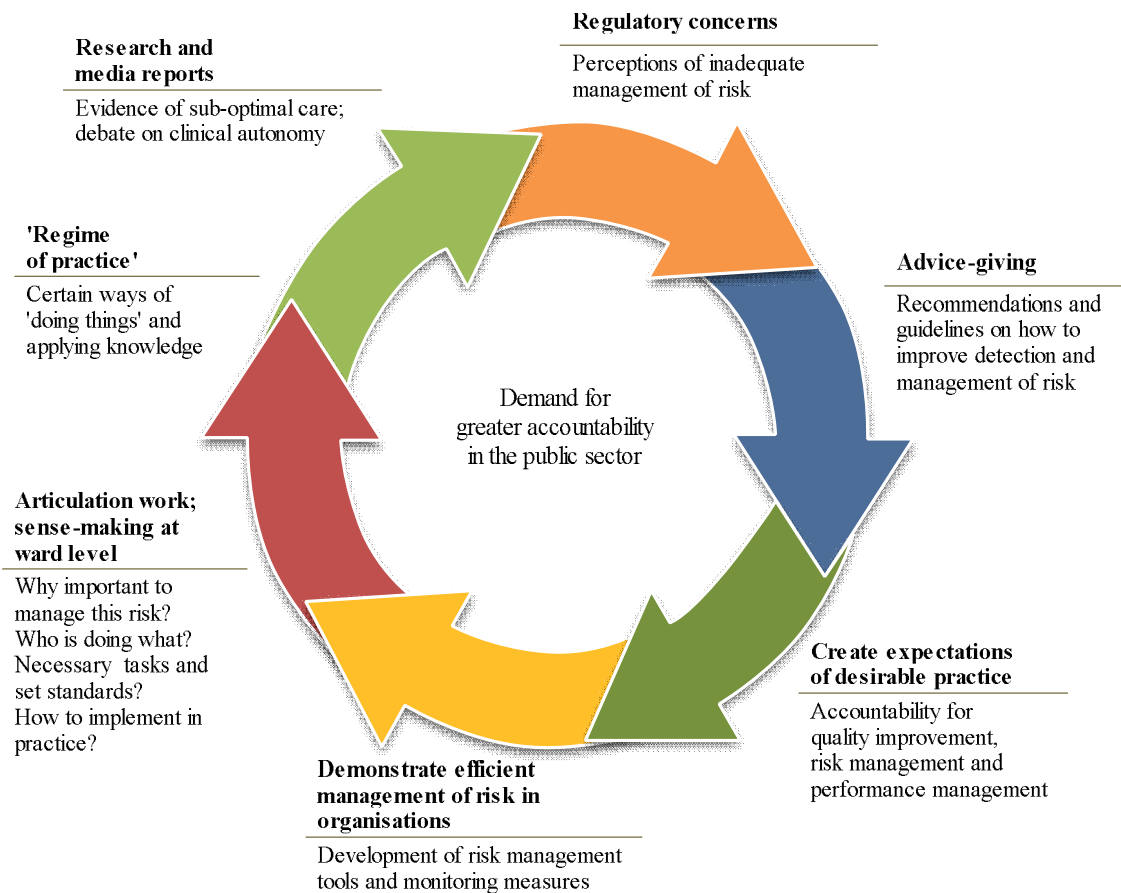 Regulatory concerns
Perceptions of inadequate
management of risk
Research and
media reports
Evidence of sub-optimal care;
debate on clinical autonomy
'Regime
of practice'
Certain ways of
'doing things' and
applying knowledge
Advice-giving
Recommendations and
guidelines on how to
improve detection and
management of risk
Demand for
greater accountability
in the public sector
Articulation work;
sense-making at
ward level
Why important to
manage this risk?
Who is doing what?
Necessary tasks and
set standards?
How to implement in
practice?
Create expectations
of desirable practice
Accountability for
quality improvement,
risk management and
performance management
Demonstrate efficient
management of risk in
organisations
Development of risk management
tools and monitoring measures